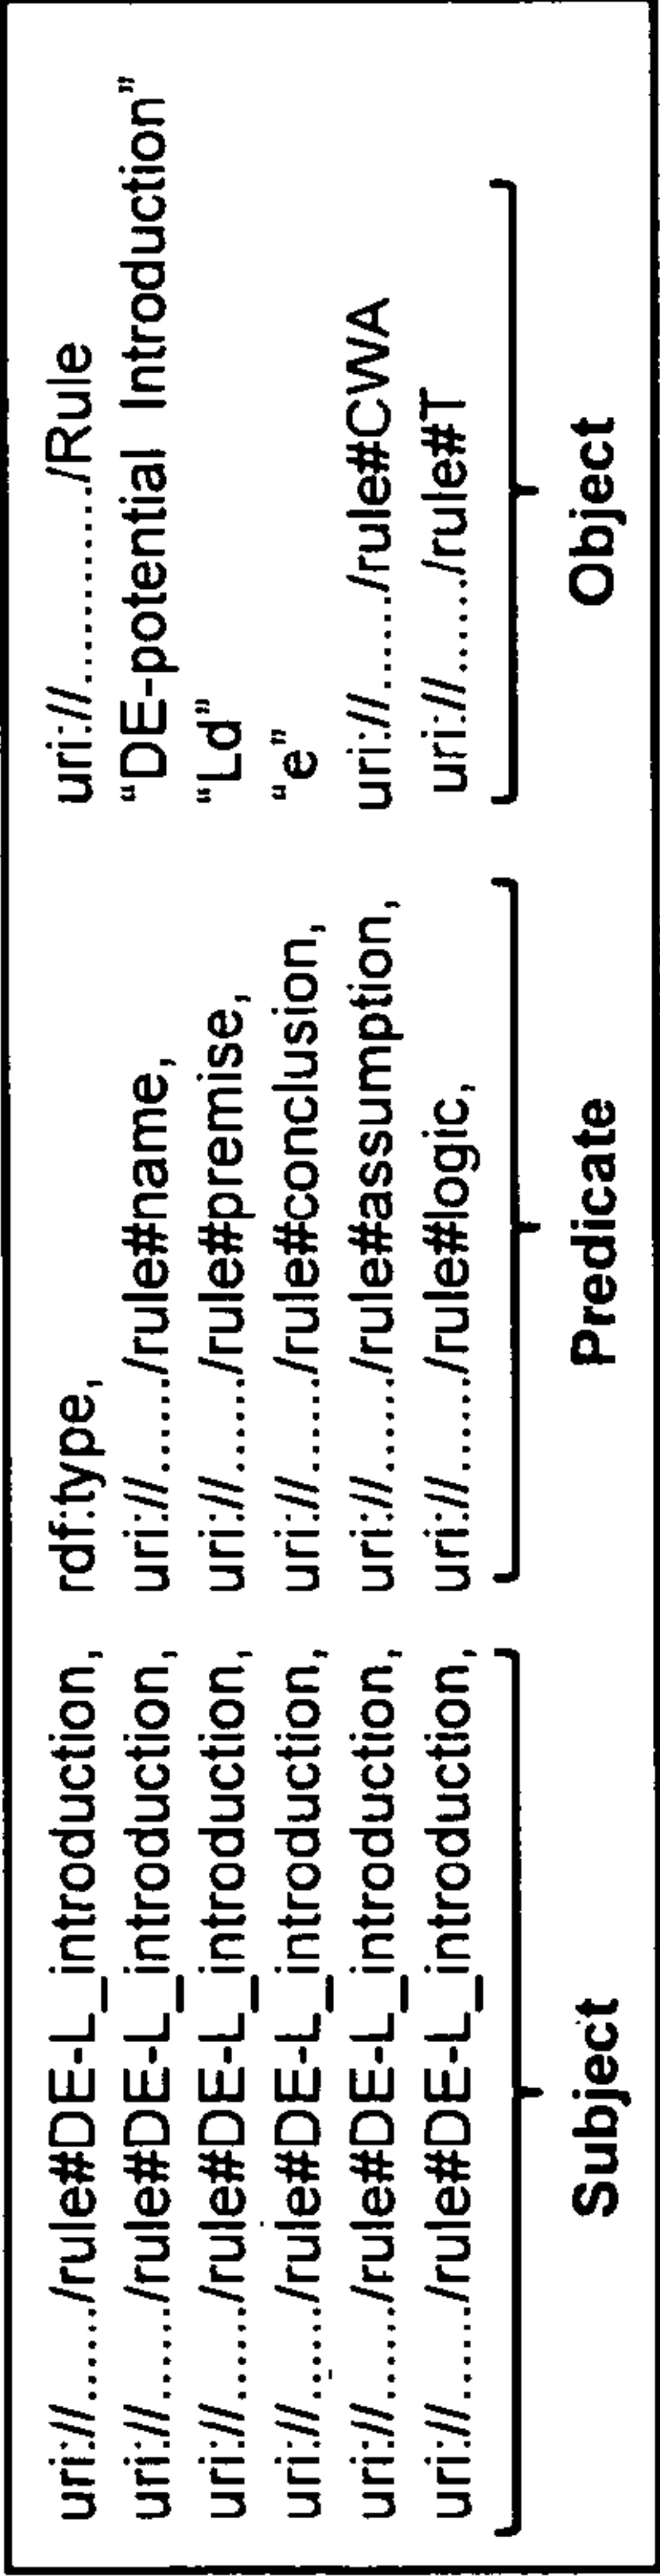 uri://....../rule#DE-L_introduction, rdf:type, uri://............/Rule
uri://....../rule#DE-L_introduction, uri://....../rule#name, “DE-potential Introduction”
uri://....../rule#DE-L_introduction, uri://....../rule#premise, “Ld”
uri://....../rule#DE-L_introduction, uri://....../rule#conclusion, “e”
uri://....../rule#DE-L_introduction, uri://....../rule#assumption, uri://....../rule#CWA
uri://....../rule#DE-L_introduction, uri://....../rule#logic, uri://....../rule#T
Subject Predicate Object